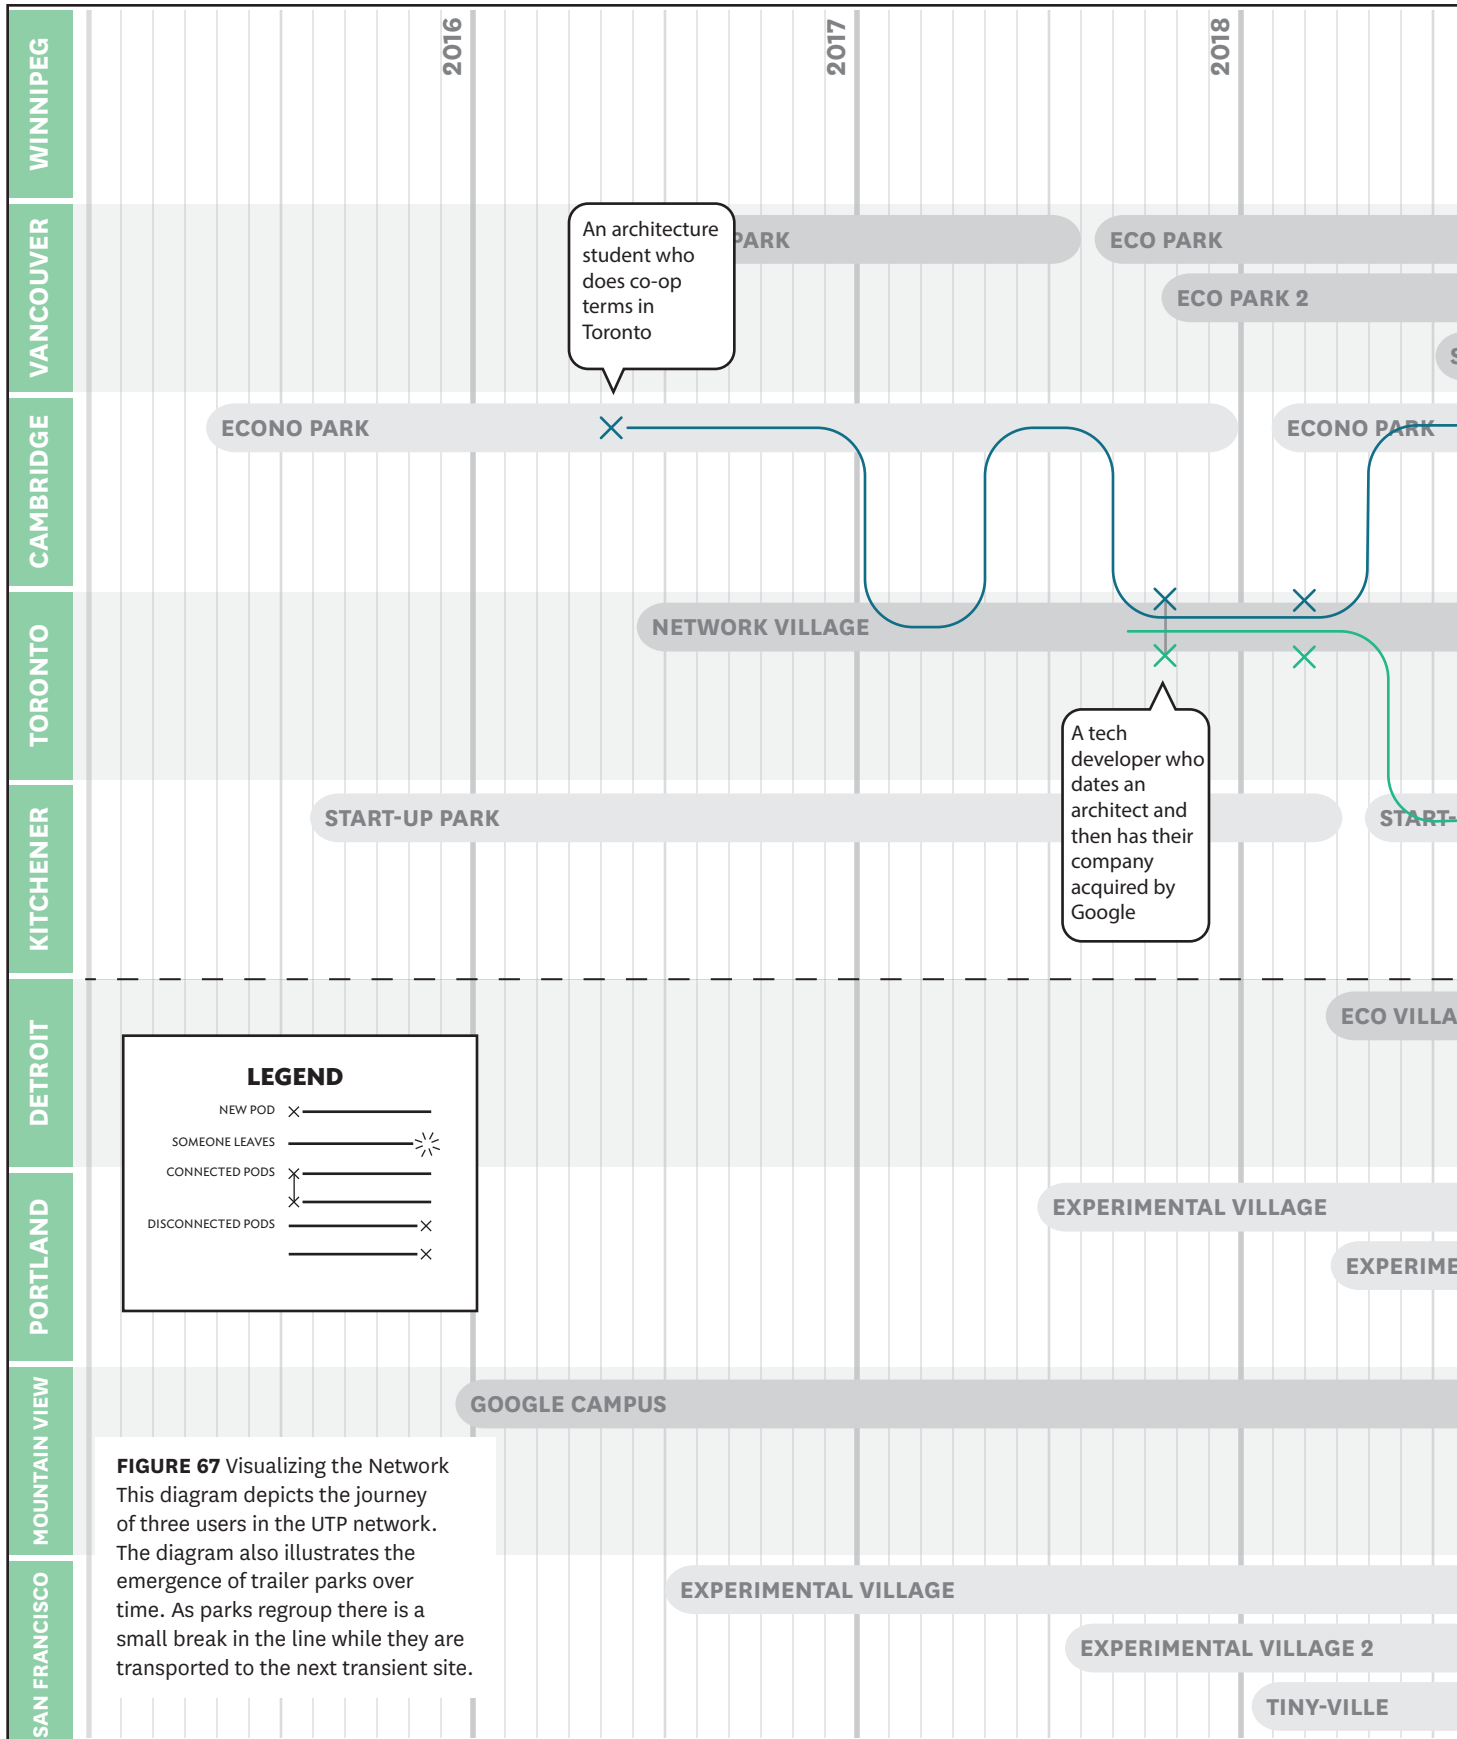 2016
2017
2018
WINNIPEG
VANCOUVER
An architecture
student who
does co-op
terms in
Toronto
PARK
ECO PARK
ECO PARK 2
CAMBRIDGE
ECONO PARK
ECONO PARK
TORONTO
NETWORK VILLAGE
A tech
developer who
dates an
architect and
then has their
company
acquired by
Google
KITCHENER
START-UP PARK
START-
DETROIT
ECO VILLA
LEGEND
NEW POD
SOMEONE LEAVES
CONNECTED PODS
DISCONNECTED PODS
PORTLAND
EXPERIMENTAL VILLAGE
EXPERIME
MOUNTAIN VIEW
GOOGLE CAMPUS
FIGURE 67 Visualizing the Network
This diagram depicts the journey
of three users in the UTP network.
The diagram also illustrates the
emergence of trailer parks over
time. As parks regroup there is a
small break in the line while they are
transported to the next transient site.
SAN FRANCISCO
EXPERIMENTAL VILLAGE
EXPERIMENTAL VILLAGE 2
TINY-VILLE